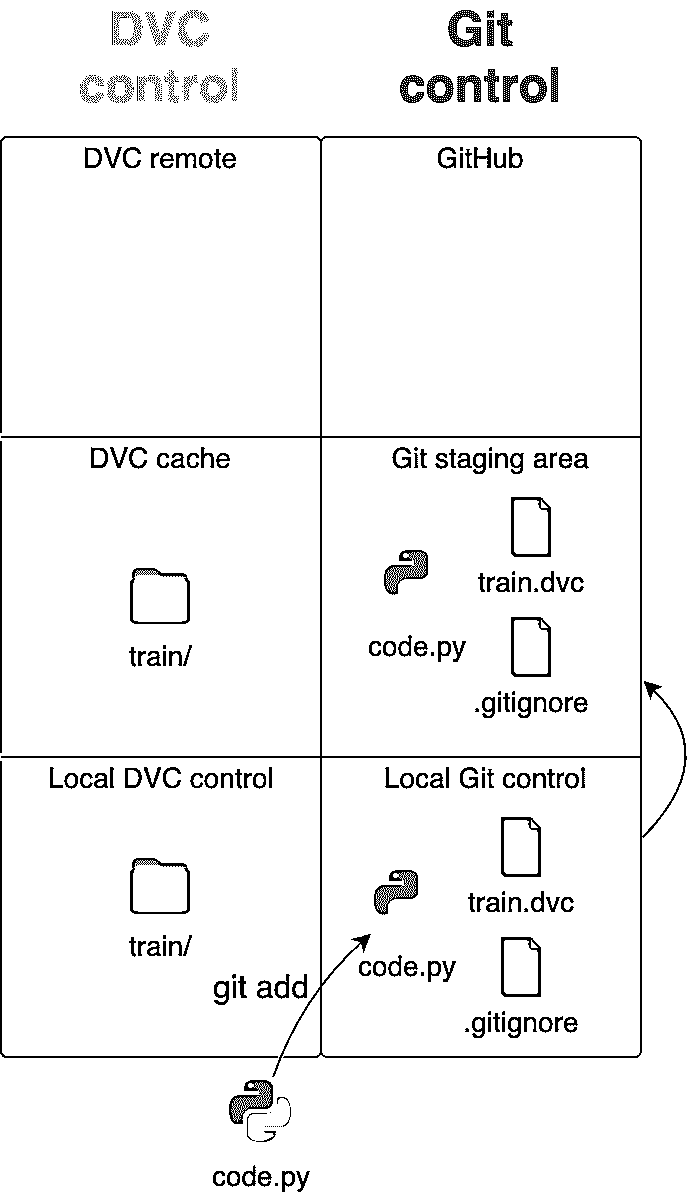 DVC
control
Git
control
DVC remote
GitHub
DVC cache
Git staging area
train/
code.py
train.dvc
.gitignore
Local DVC control
Local Git control
train/
code.py
train.dvc
.gitignore
git add
code.py